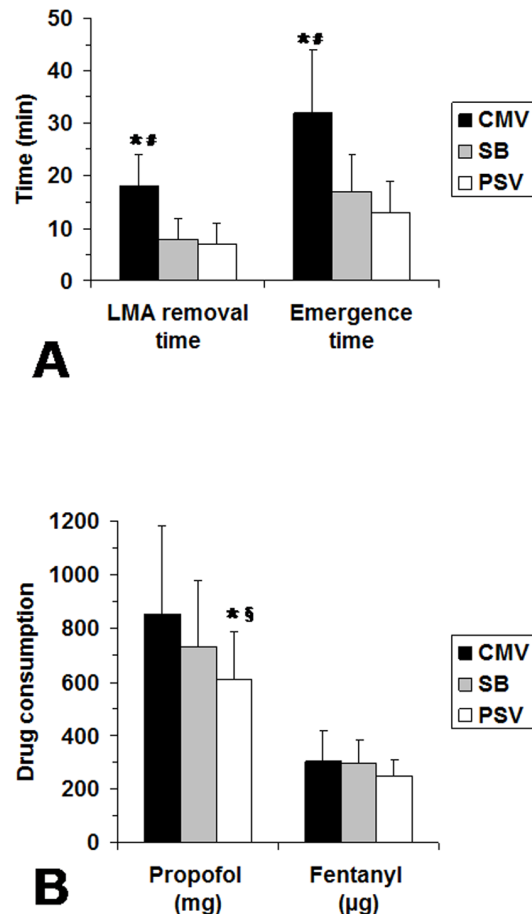 50
40
30
20
10
0
Time (min)
*#
*#
CMV
SB
PSV
LMA removal
time
Emergence
time
A
1200
1000
800
600
400
200
0
Drug consumption
*§
CMV
SB
PSV
Propofol
(mg)
Fentanyl
(µg)
B